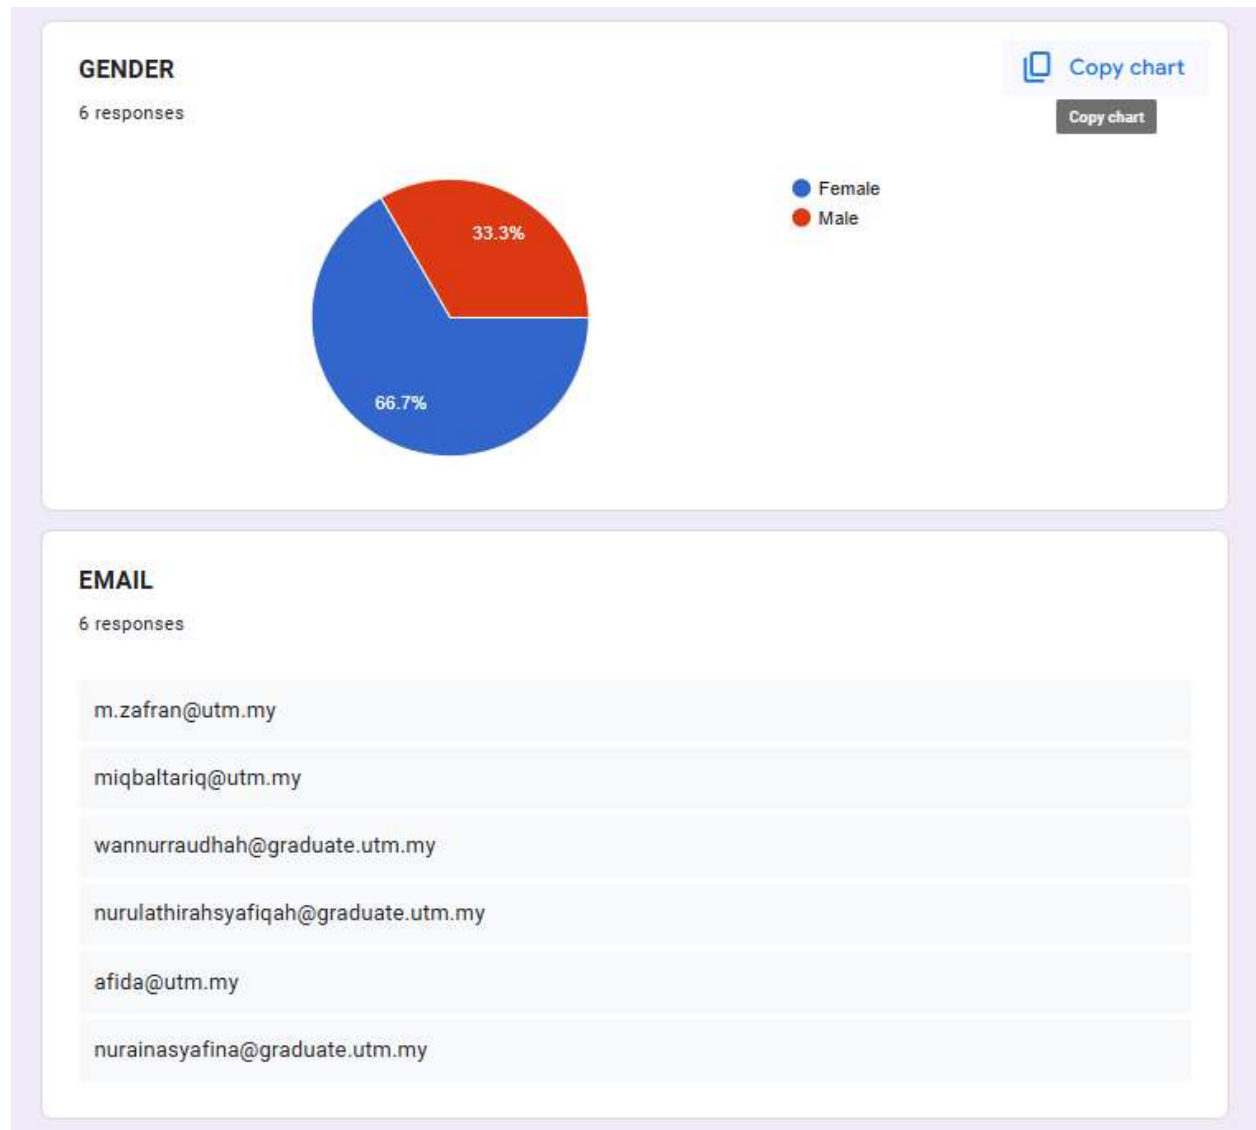 GENDER
Copy chart
6 responses
Copy chart
Female
Male
33.3%
66.7%
EMAIL
6 responses
m.zafran@utm.my
miqbaltariq@utm.my
wannurraudhah@graduate.utm.my
nurulathirahsyafiqah@graduate.utm.my
afida@utm.my
nurainasyafina@graduate.utm.my